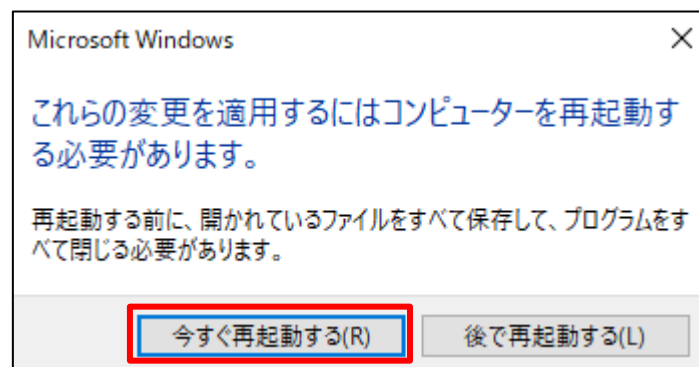 Microsoft Windows
これらの変更を適用するにはコンピューターを再起動す
る必要があります。
再起動する前に、開かれているファイルをすべて保存して、プログラムをす
べて閉じる必要があります。
今すぐ再起動する(R)
後で再起動する(L)